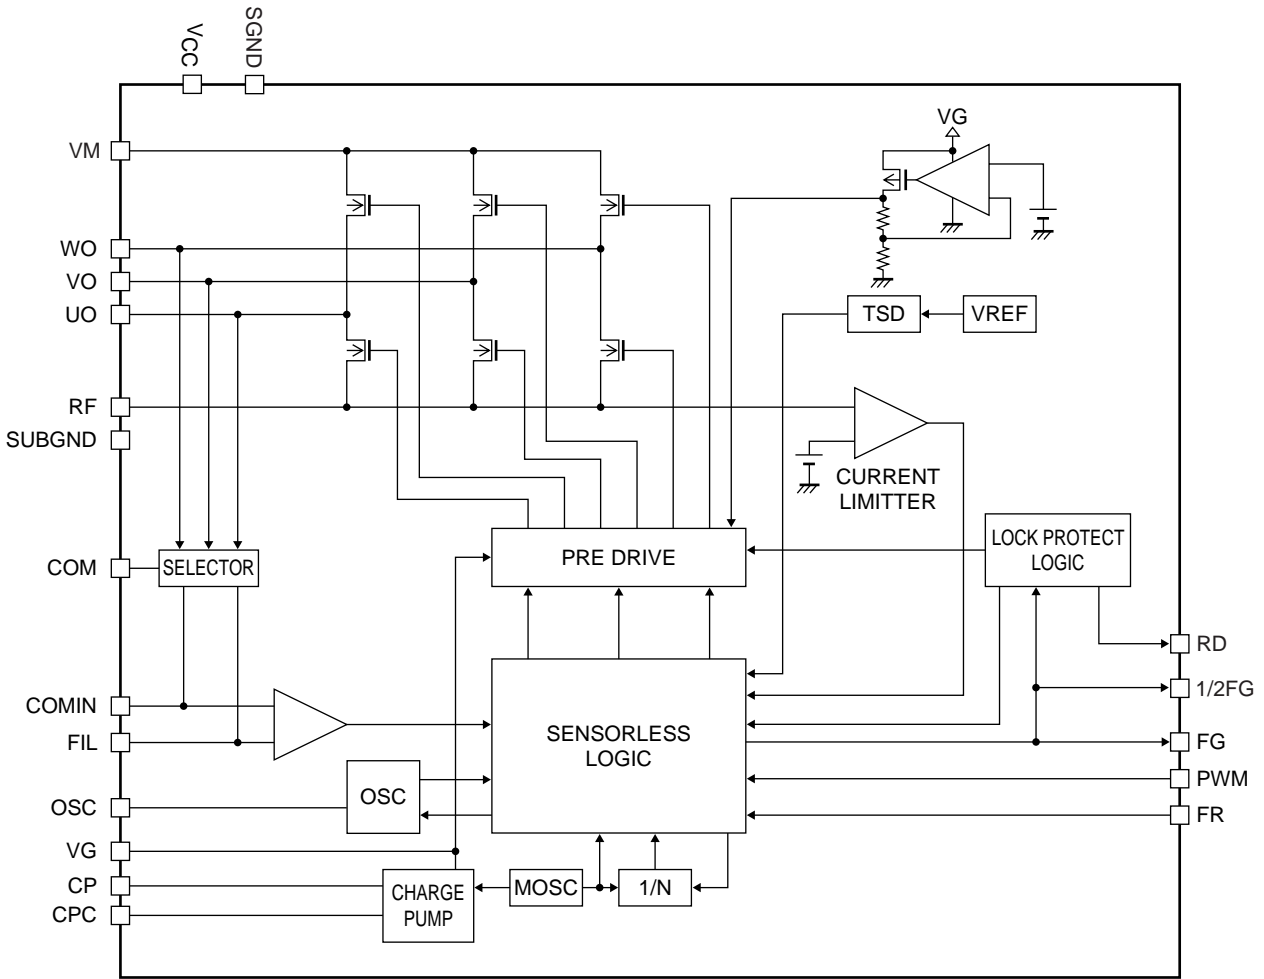 VCC
SGND
VM
VG
WO
VO
UO
TSD
VREF
RF
SUBGND
CURRENT
LIMITTER
LOCK PROTECT
LOGIC
PRE DRIVE
COM
SELECTOR
RD
1/2FG
COMIN
FIL
SENSORLESS
LOGIC
FG
PWM
OSC
OSC
FR
VG
CP
CPC
CHARGE
PUMP
MOSC
1/N